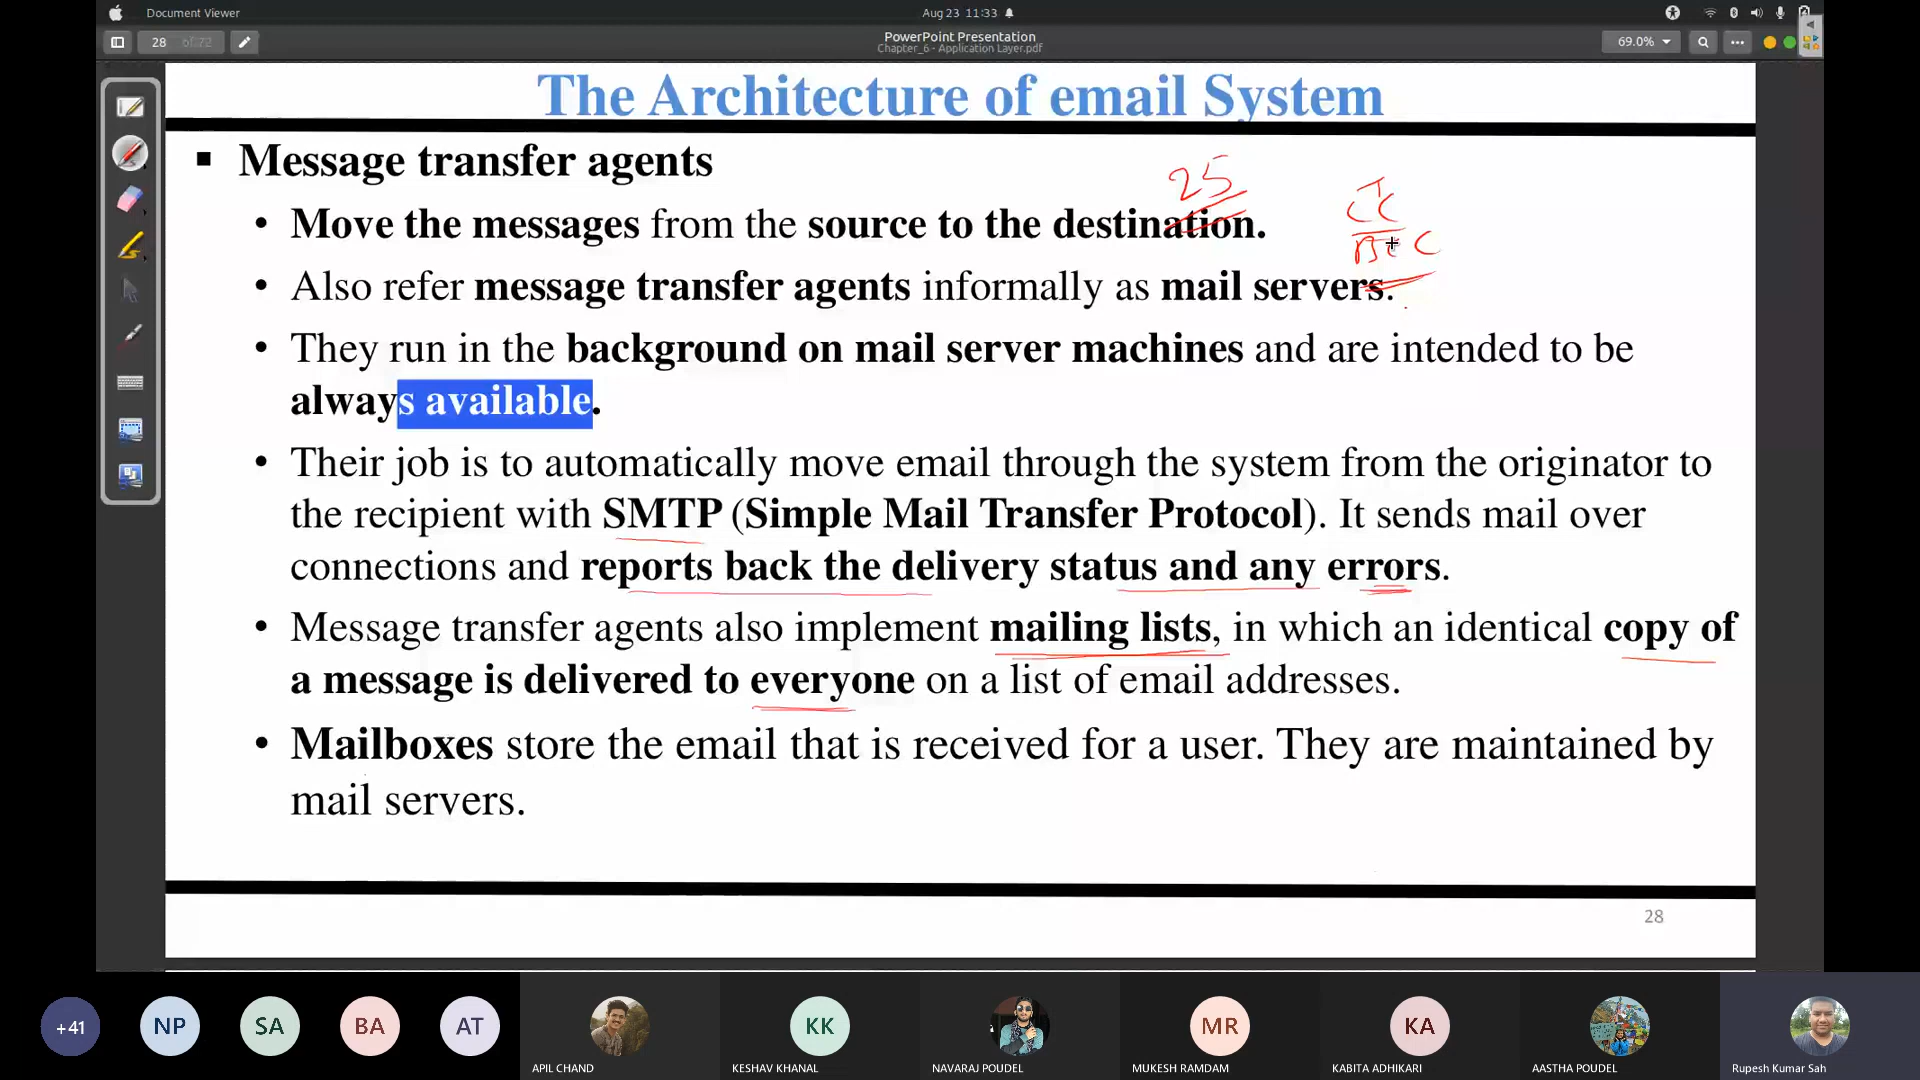 Document Viewer
Aug 23 11:33
28 of 72
PowerPoint Presentation
Chapter_6 - Application Layer.pdf
69.0%
The Architecture of email System
▪ Message transfer agents
25
CC
BCC
• Move the messages from the source to the destination.
• Also refer message transfer agents informally as mail servers.
• They run in the background on mail server machines and are intended to be
always available.
• Their job is to automatically move email through the system from the originator to
the recipient with SMTP (Simple Mail Transfer Protocol). It sends mail over
connections and reports back the delivery status and any errors.
• Message transfer agents also implement mailing lists, in which an identical copy of
a message is delivered to everyone on a list of email addresses.
• Mailboxes store the email that is received for a user. They are maintained by
mail servers.
28
+41
NP
SA
BA
AT
KK
MR
KA
APIL CHAND
KESHAV KHANAL
NAVARAJ POUDEL
MUKESH RAMDAM
KABITA ADHIKARI
AASTHA POUDEL
Rupesh Kumar Sah